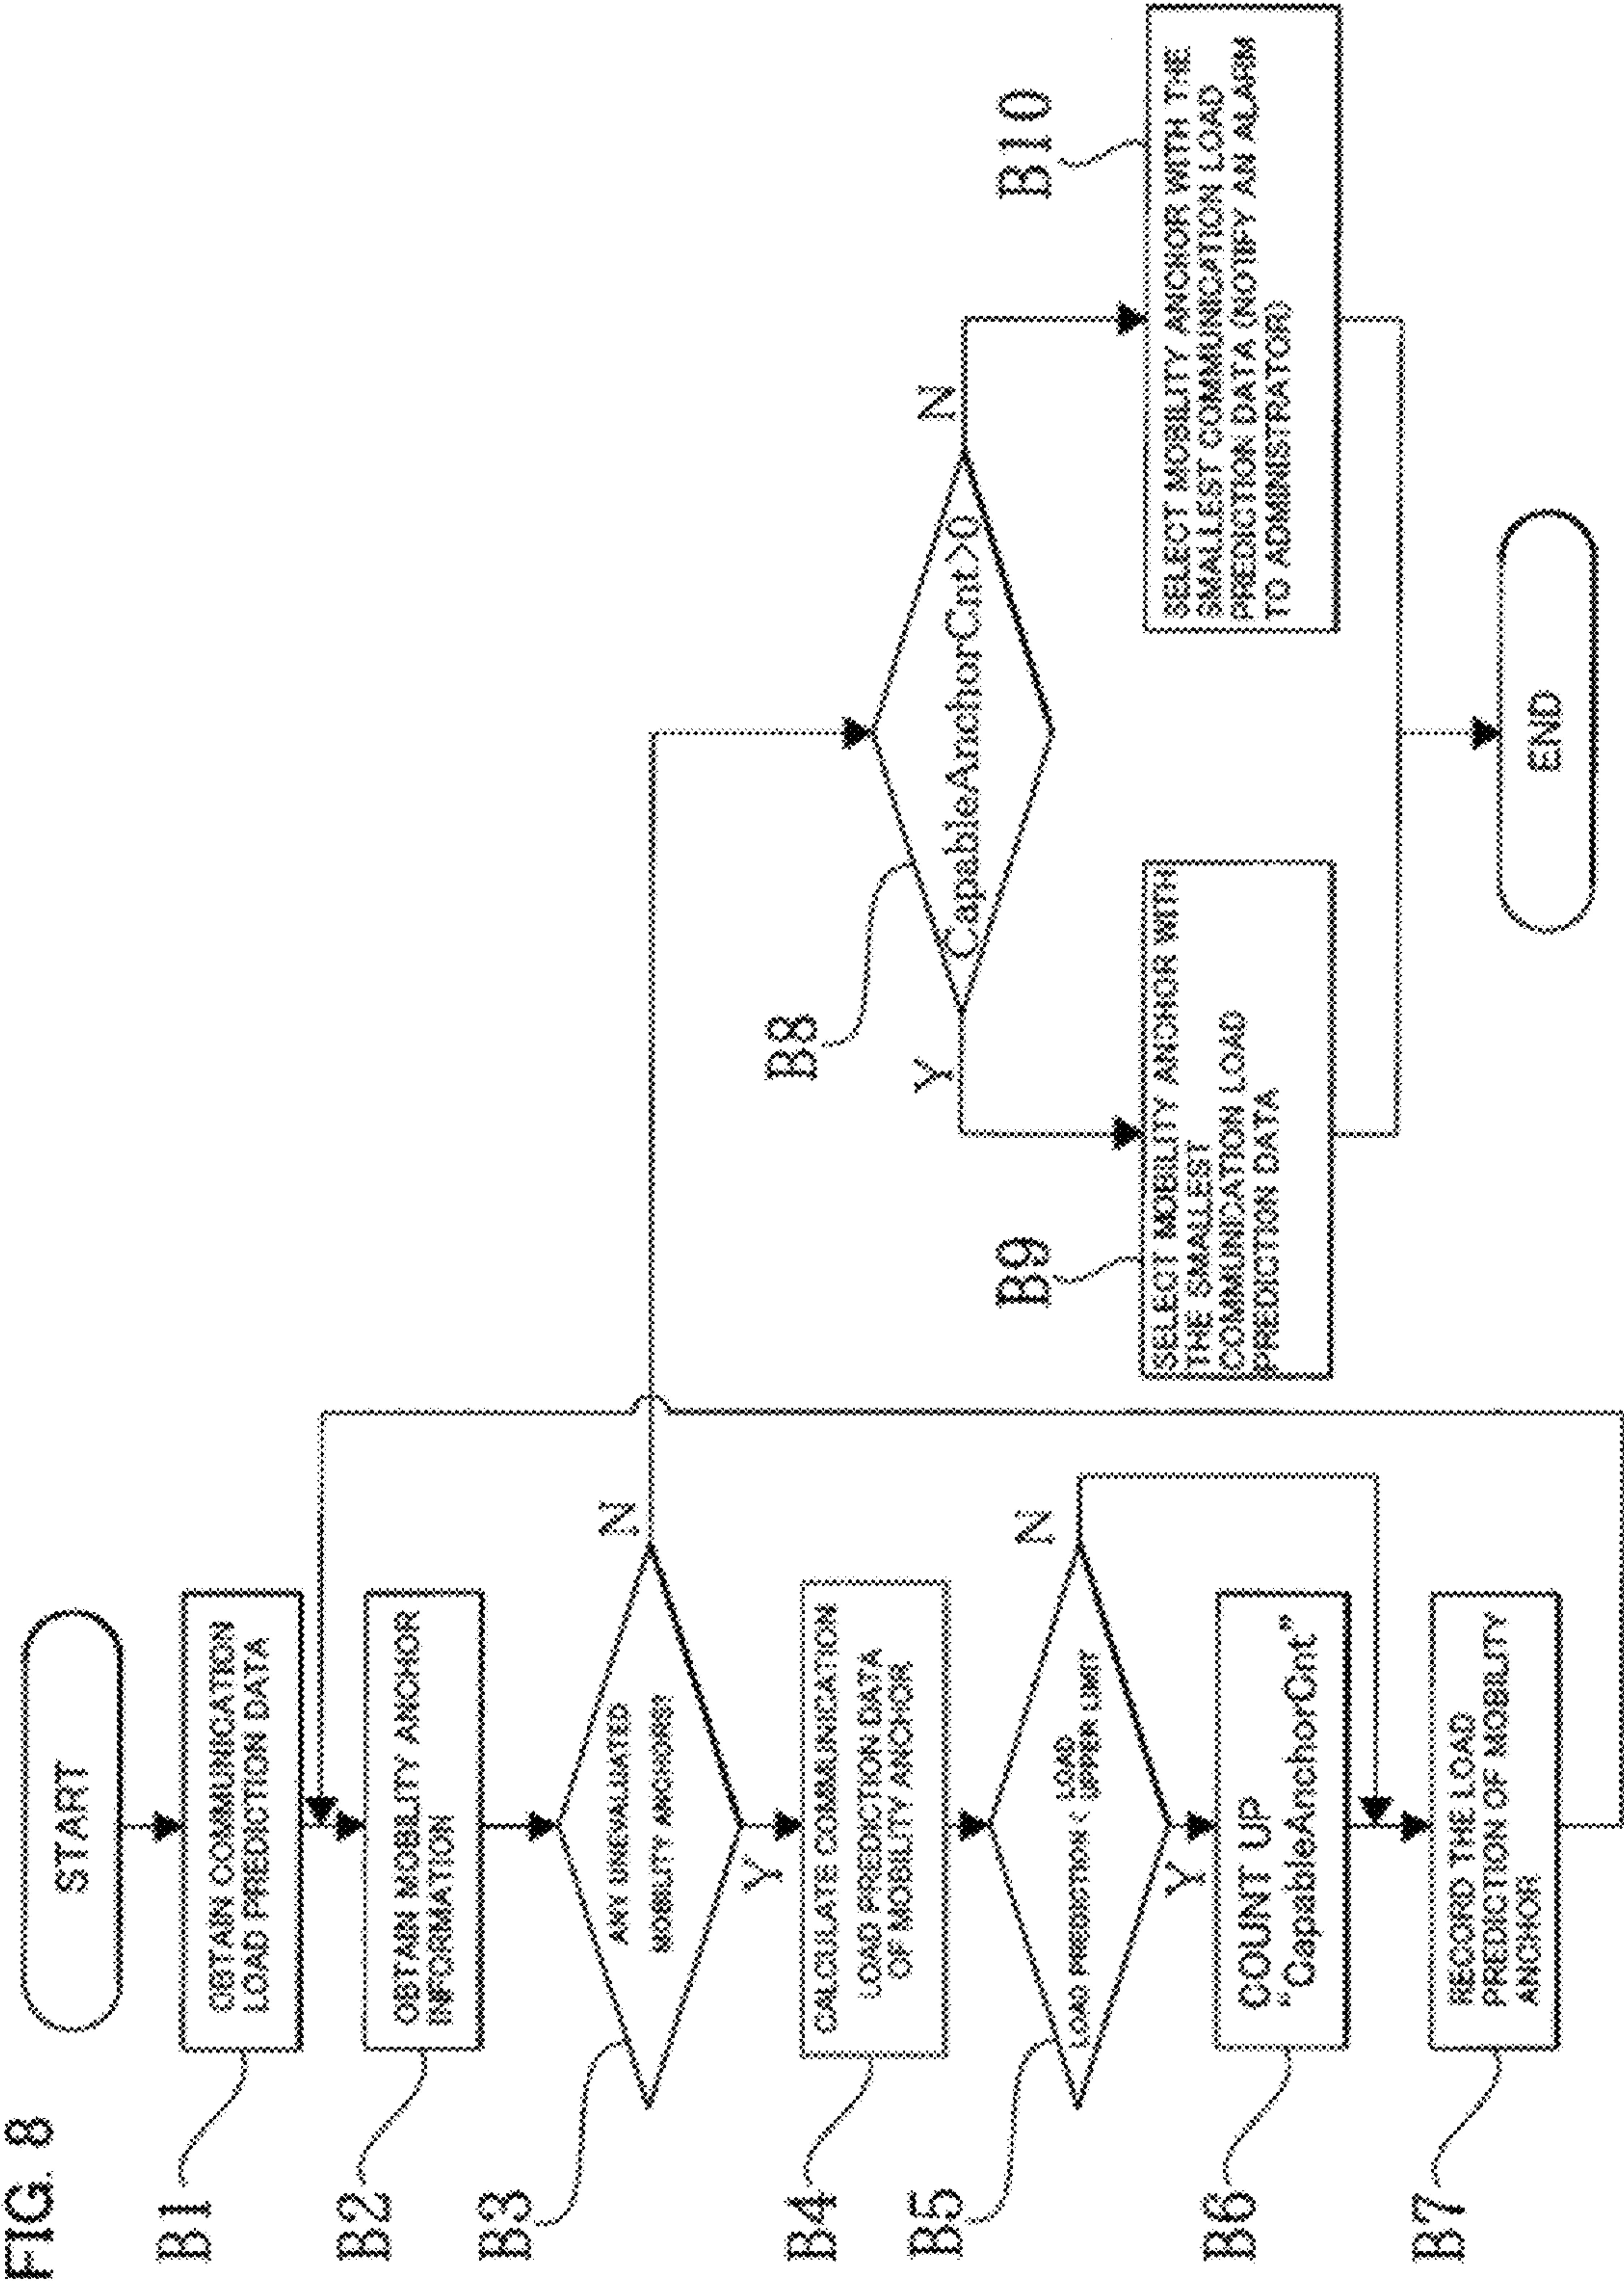 FIG. 8
START
B1
OBTAIN COMMUNICATION
LOAD PREDICTION DATA
B2
OBTAIN MOBILITY ANCHOR
INFORMATION
B3
ANY UNEVALUATED
MOBILITY ANCHORS?
N
Y
B4
CALCULATE COMMUNICATION
LOAD PREDICTION DATA
OF MOBILITY ANCHOR
B5
LOAD PREDICTION < LOAD
UPPER LIMIT
N
Y
B6
COUNT UP
“CapableAnchorCnt”
B7
RECORD THE LOAD
PREDICTION OF MOBILITY
ANCHOR
B8
CapableAnchorCnt>0
Y
N
B9
SELECT MOBILITY ANCHOR WITH
THE SMALLEST
COMMUNICATION LOAD
PREDICTION DATA
B10
SELECT MOBILITY ANCHOR WITH THE
SMALLEST COMMUNICATION LOAD
PREDICTION DATA (NOTIFY AN ALARM
TO ADMINISTRATOR)
END